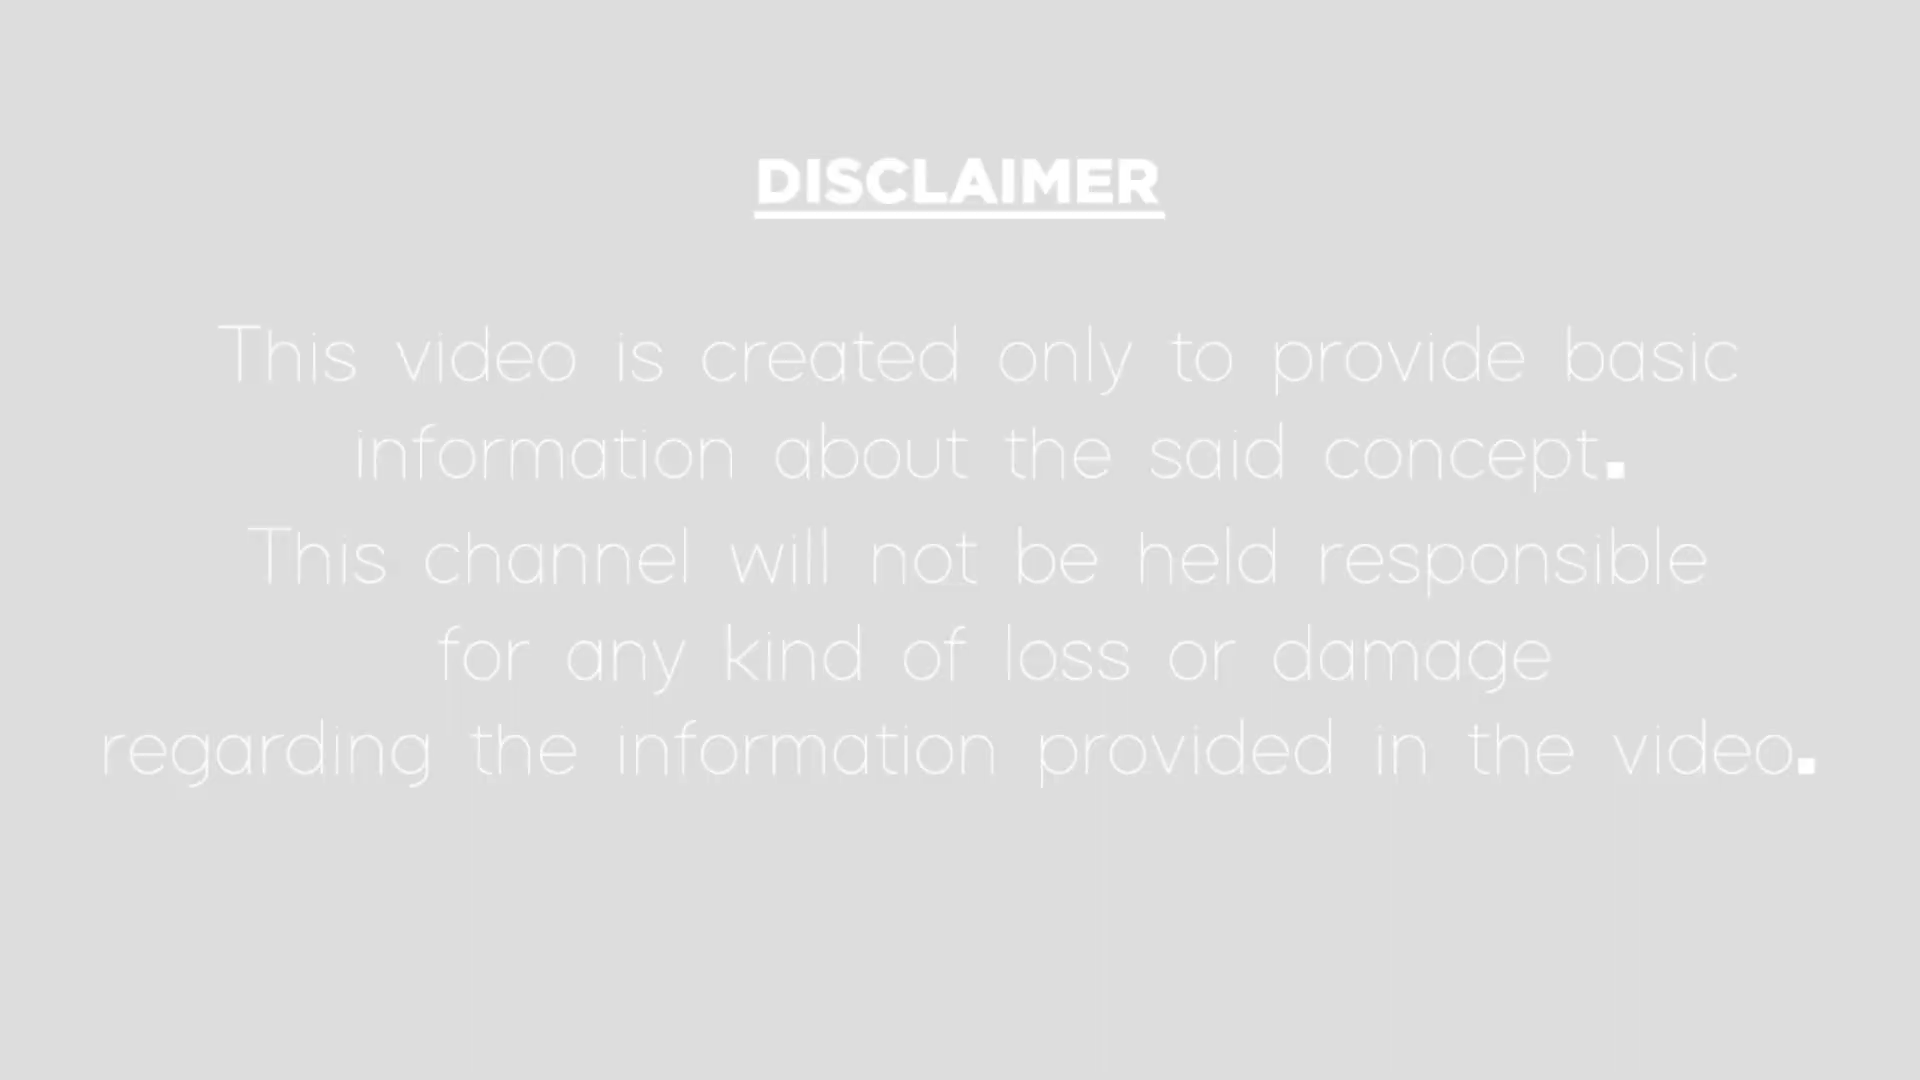 DISCLAIMER
This video is created only to provide basic
information about the said concept.
This channel will not be held responsible
for any kind of loss or damage
regarding the information provided in the video.